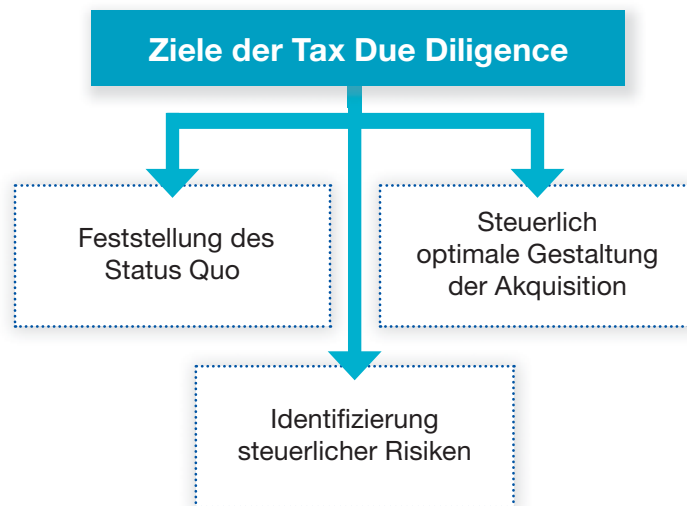 Ziele der Tax Due Diligence
Feststellung des
Status Quo
Steuerlich
optimale Gestaltung
der Akquisition
Identifizierung
steuerlicher Risiken